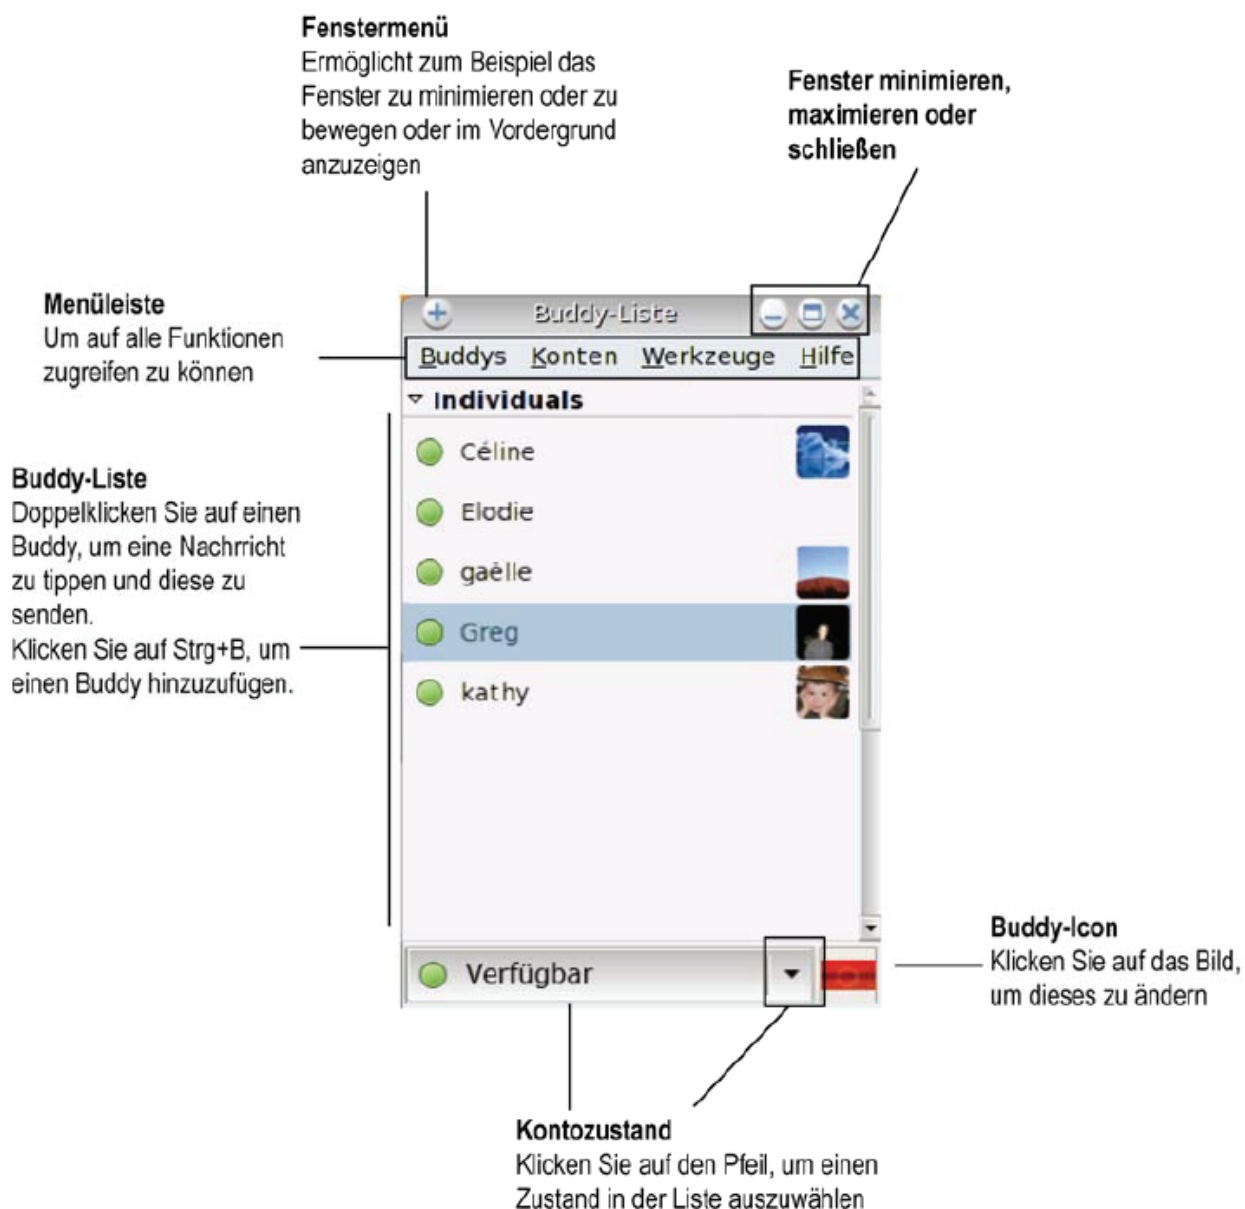 Fenstermenü
Ermöglicht zum Beispiel das
Fenster zu minimieren oder zu
bewegen oder im Vordergrund
anzuzeigen
Fenster minimieren,
maximieren oder
schließen
Menüleiste
Um auf alle Funktionen
zugreifen zu können
Buddy-Liste
Buddys Konten Werkzeuge Hilfe
Individuals
Céline
Elodie
gaëlle
Greg
kathy
Buddy-Liste
Doppelklicken Sie auf einen
Buddy, um eine Nachrricht
zu tippen und diese zu
senden.
Klicken Sie auf Strg+B, um
einen Buddy hinzuzufügen.
Verfügbar
Buddy-Icon
Klicken Sie auf das Bild,
um dieses zu ändern
Kontozustand
Klicken Sie auf den Pfeil, um einen
Zustand in der Liste auszuwählen